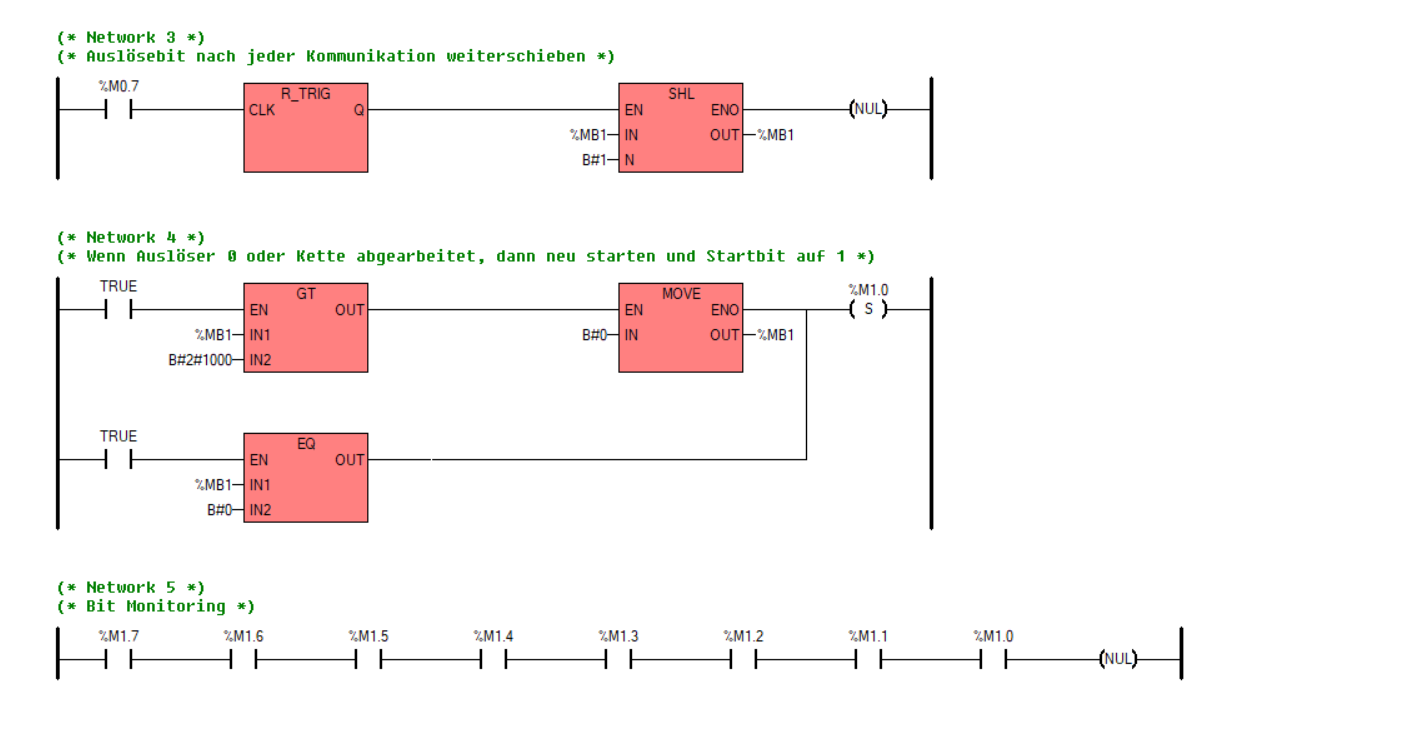 (* Network 3 *)
(* Auslösebit nach jeder Kommunikation weiterschieben *)
%M0.7
R_TRIG
SHL
CLK Q
EN ENO
(NUL)
%MB1 IN OUT %MB1
B#1 N
(* Network 4 *)
(* Wenn Auslöser 0 oder Kette abgearbeitet, dann neu starten und Startbit auf 1 *)
TRUE
GT
MOVE
%M1.0
EN OUT
EN ENO
( S )
%MB1 IN1
B#0 IN OUT %MB1
B#2#1000 IN2
TRUE
EQ
EN OUT
%MB1 IN1
B#0 IN2
(* Network 5 *)
(* Bit Monitoring *)
%M1.7 %M1.6 %M1.5 %M1.4 %M1.3 %M1.2 %M1.1 %M1.0
(NUL)